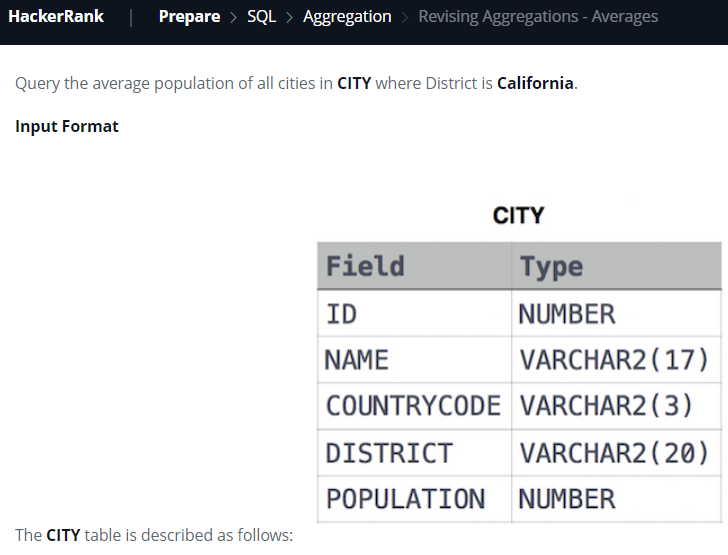 HackerRank | Prepare > SQL > Aggregation > Revising Aggregations - Averages
Query the average population of all cities in CITY where District is California.
Input Format
CITY
Field Type
ID NUMBER
NAME VARCHAR2(17)
COUNTRYCODE VARCHAR2(3)
DISTRICT VARCHAR2(20)
POPULATION NUMBER
The CITY table is described as follows: